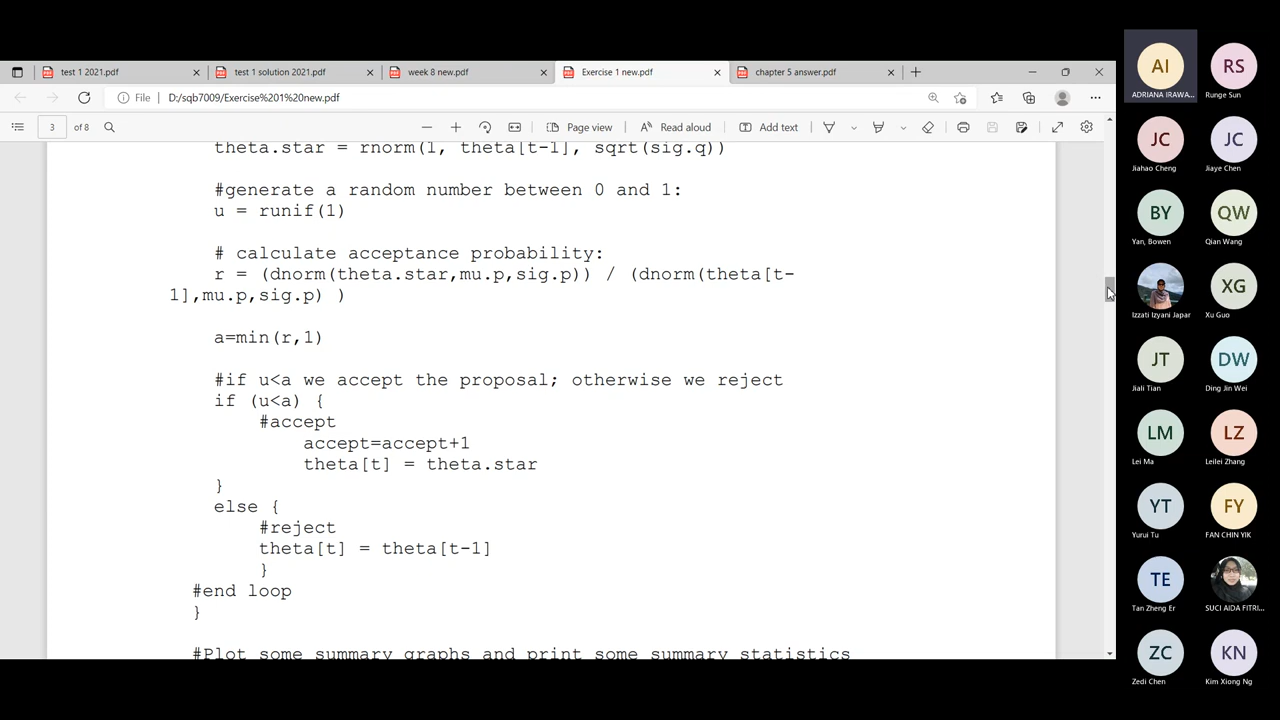 test 1 2021.pdf
test 1 solution 2021.pdf
week 8 new.pdf
Exercise 1 new.pdf
chapter 5 answer.pdf
File
D:/sqb7009/Exercise%201%20new.pdf
3
of 8
Page view
Read aloud
Add text
theta.star = rnorm(1, theta[t-1], sqrt(sig.q))
#generate a random number between 0 and 1:
u = runif(1)
# calculate acceptance probability:
r = (dnorm(theta.star,mu.p,sig.p)) / (dnorm(theta[t-
1],mu.p,sig.p) )
a=min(r,1)
#if u<a we accept the proposal; otherwise we reject
if (u<a) {
#accept
accept=accept+1
theta[t] = theta.star
}
else {
#reject
theta[t] = theta[t-1]
}
#end loop
}
#Plot some summary graphs and print some summary statistics
AI
ADRIANA IRAWA...
RS
Runge Sun
JC
Jiahao Cheng
JC
Jiaye Chen
BY
Yan, Bowen
QW
Qian Wang
Izzati Izyani Japar
XG
Xu Guo
JT
Jiali Tian
DW
Ding Jin Wei
LM
Lei Ma
LZ
Leilei Zhang
YT
Yurui Tu
FY
FAN CHIN YIK
TE
Tan Zheng Er
SUCI AIDA FITRI...
ZC
Zedi Chen
KN
Kim Xiong Ng